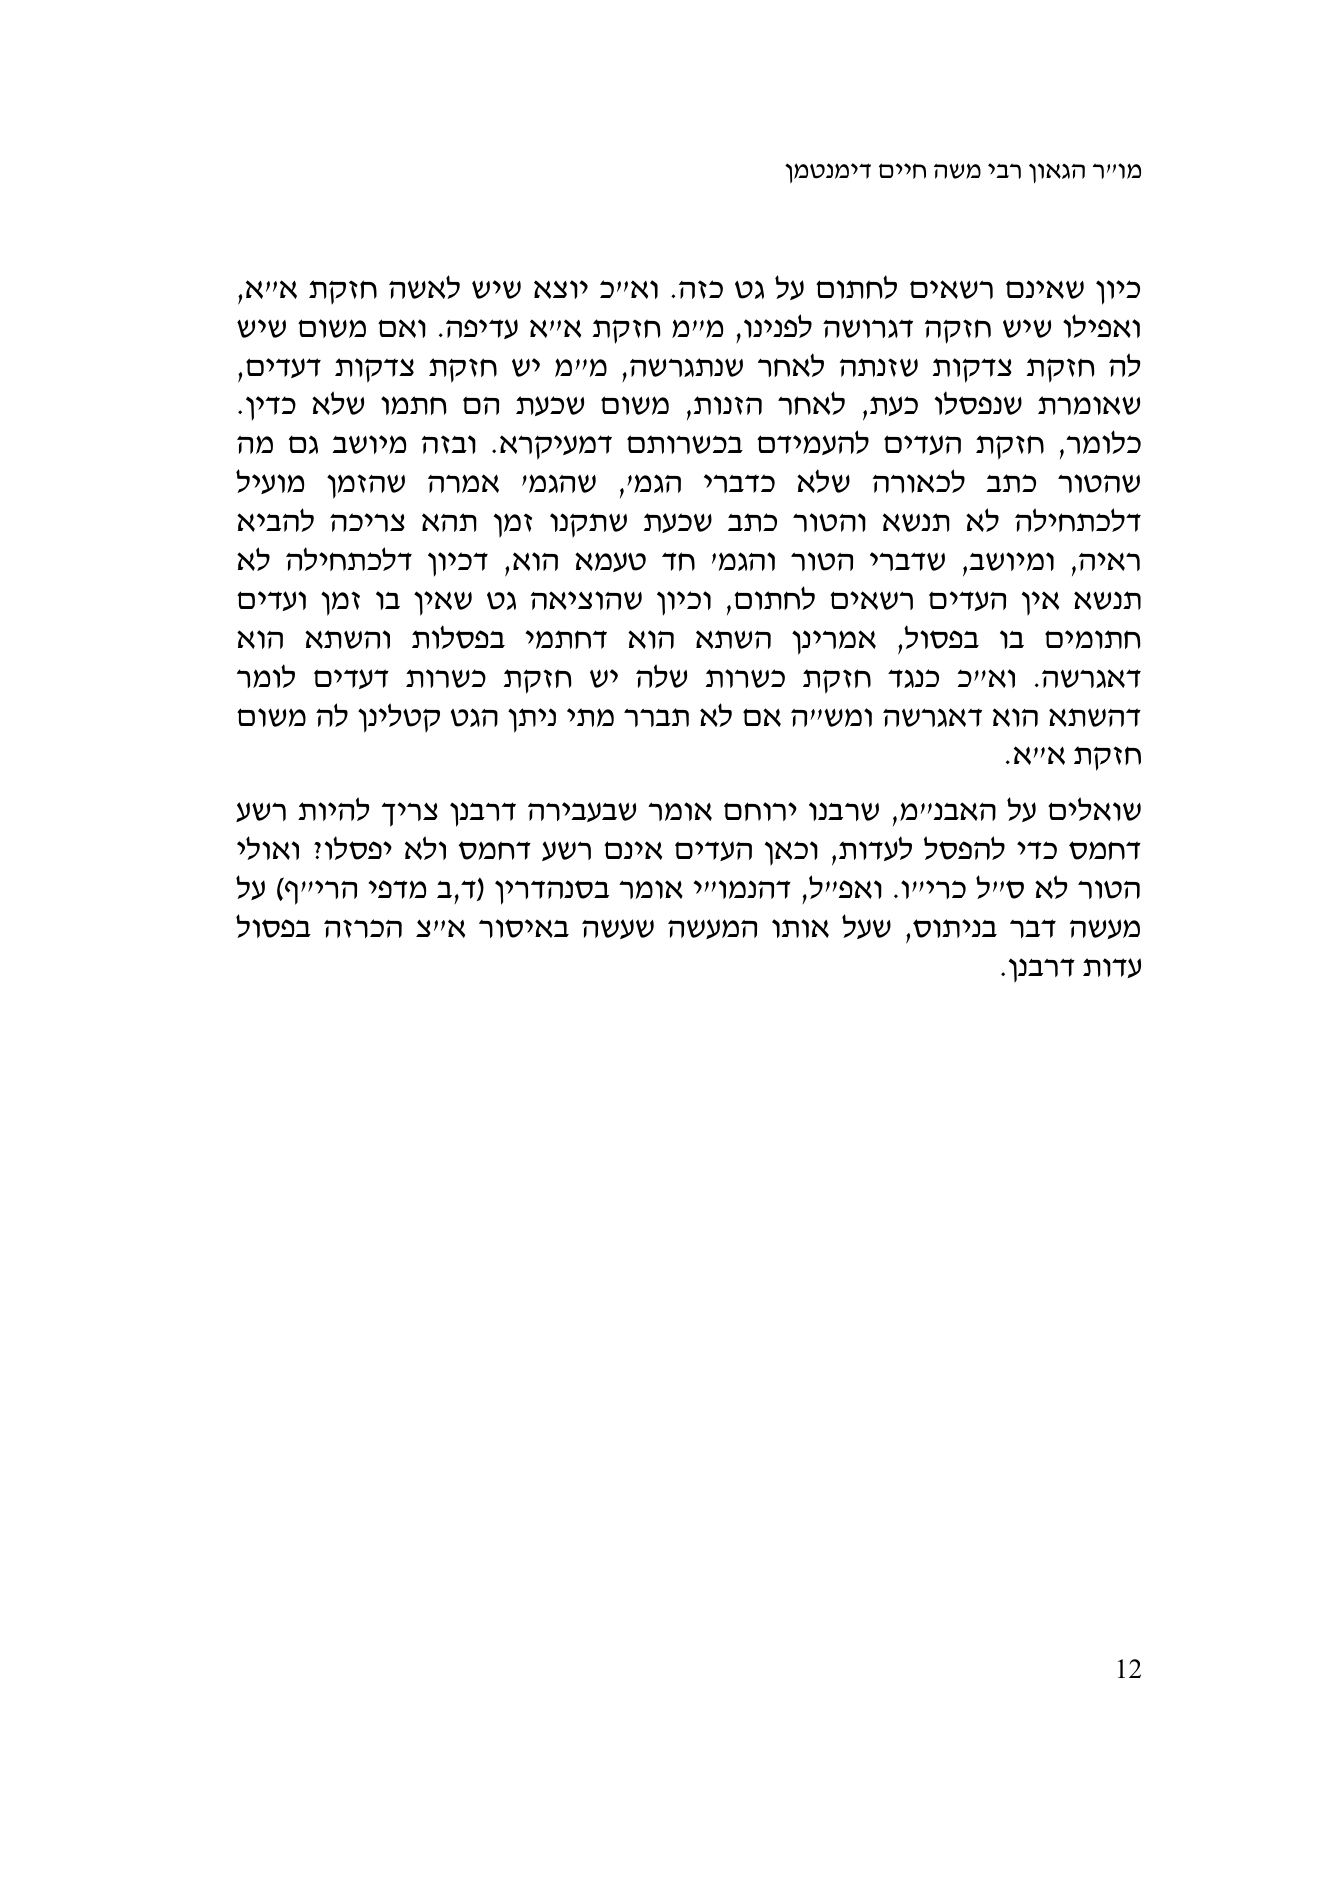 מו״ר הגאון רבי משה חיים דימנטמן
כיון שאינם רשאים לחתום על גט כזה. וא״כ יוצא שיש לאשה חזקת א״א,
ואפילו שיש חזקה דגרושה לפנינו, מ״מ חזקת א״א עדיפה. ואם משום שיש
לה חזקת צדקות שזנתה לאחר שנתגרשה, מ״מ יש חזקת צדקות דעדים,
שאומרת שנפסלו כעת, לאחר הזנות, משום שכעת הם חתמו שלא כדין.
כלומר, חזקת העדים להעמידם בכשרותם דמעיקרא. ובזה מיושב גם מה
שהטור כתב לכאורה שלא כדברי הגמ׳, שהגמ׳ אמרה שהזמן מועיל
דלכתחילה לא תנשא והטור כתב שכעת שתקנו זמן תהא צריכה להביא
ראיה, ומיושב, שדברי הטור והגמ׳ חד טעמא הוא, דכיון דלכתחילה לא
תנשא אין העדים רשאים לחתום, וכיון שהוציאה גט שאין בו זמן ועדים
חתומים בו בפסול, אמרינן השתא הוא דחתמי בפסלות והשתא הוא
דאגרשה. וא״כ כנגד חזקת כשרות שלה יש חזקת כשרות דעדים לומר
דהשתא הוא דאגרשה ומש״ה אם לא תברר מתי ניתן הגט קטלינן לה משום
חזקת א״א.
שואלים על האבנ״מ, שרבנו ירוחם אומר שבעבירה דרבנן צריך להיות רשע
דחמס כדי להפסל לעדות, וכאן העדים אינם רשע דחמס ולא יפסלו? ואולי
הטור לא ס״ל כרי״ו. ואפ״ל, דהנמו״י אומר בסנהדרין (ד,ב מדפי הרי״ף) על
מעשה דבר בניתוס, שעל אותו המעשה שעשה באיסור א״צ הכרזה בפסול
עדות דרבנן.
12